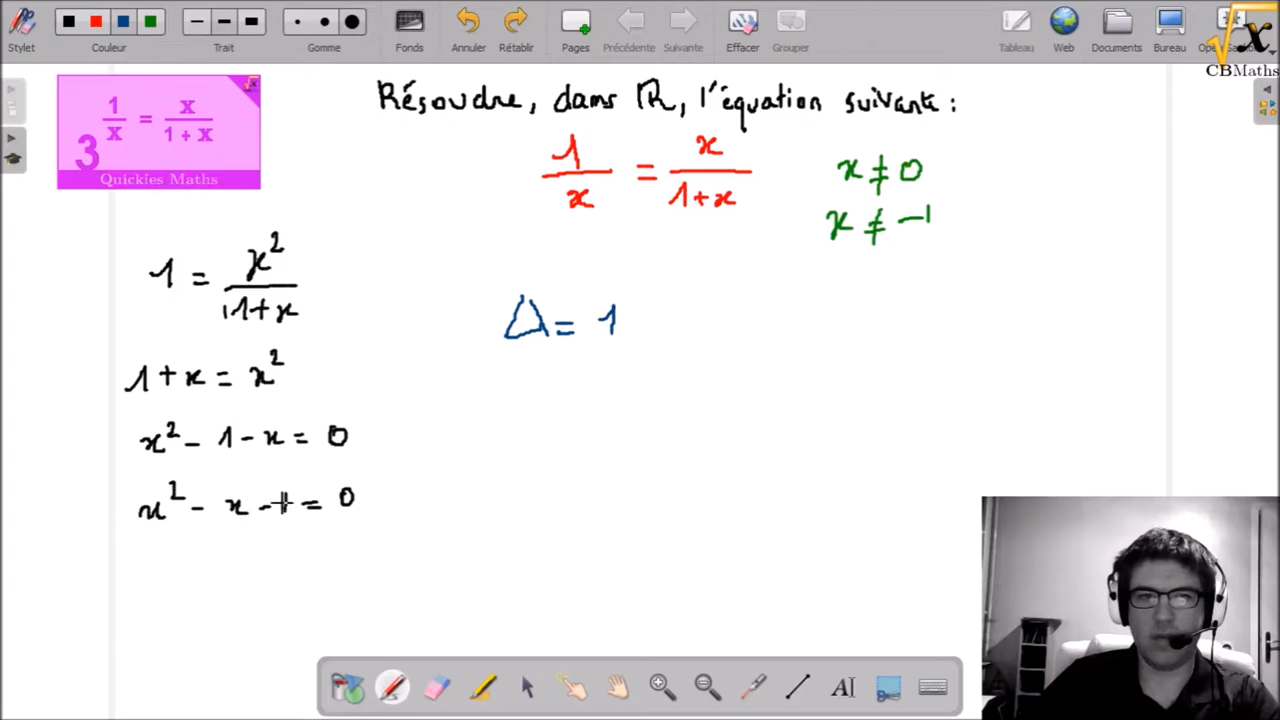 Stylet Couleur Trait Gomme Fonds Annuler Rétablir Pages Précédente Suivante Effacer Grouper Tableau Web Documents Bureau
CBMaths
1/x = x/(1 + x)
3
Quickies Maths
Résoudre, dans ℝ, l'équation suivante :
1/x = x/(1+x)
x ≠ 0
x ≠ -1
1 = x²/(1+x)
Δ = 1
1 + x = x²
x² - 1 - x = 0
x² - x - 1 = 0
AI